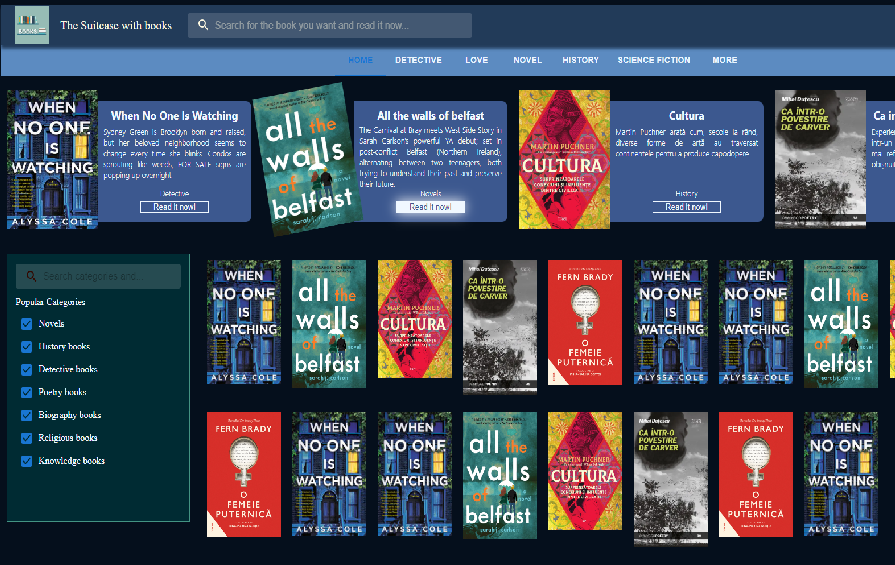 The Suitcase with books
Search for the book you want and read it now...
HOME DETECTIVE LOVE NOVEL HISTORY SCIENCE FICTION MORE
WHEN
NO ONE
IS
WATCHING
ALYSSA COLE
When No One Is Watching
Sydney Green is Brooklyn born and raised,
but her beloved neighborhood seems to
change every time she blinks. Condos are
sprouting like weeds, FOR SALE signs are
popping up overnight
Detective
Read it now!
all the
walls
of
belfast
sarah j. carlson
All the walls of belfast
The Carnival at Bray meets West Side Story in
Sarah Carlson's powerful YA debut; set in
post-conflict Belfast (Northern Ireland),
alternating between two teenagers, both
trying to understand their past and preserve
their future.
Novels
Read it now!
MARTIN PUCHNER
CULTURA
Cultura
Martin Puchner arată cum, secole la rând,
diverse forme de artă au traversat
continentele pentru a produce capodopere
History
Read it now!
Mihai Dutescu
CA ÎNTR-O
POVESTIRE
DE CARVER
Ca in
Search categories and...
Popular Categories
Novels
History books
Detective books
Poetry books
Biography books
Religious books
Knowledge books
WHEN
NO ONE
IS
WATCHING
ALYSSA COLE
all the
walls
of
belfast
MARTIN PUCHNER
CULTURA
Mihai Dutescu
CA ÎNTR-O
POVESTIRE
DE CARVER
FERN BRADY
O
FEMEIE
PUTERNICĂ
WHEN
NO ONE
IS
WATCHING
ALYSSA COLE
WHEN
NO ONE
IS
WATCHING
ALYSSA COLE
all the
walls
of
belfast
FERN BRADY
O
FEMEIE
PUTERNICĂ
WHEN
NO ONE
IS
WATCHING
ALYSSA COLE
WHEN
NO ONE
IS
WATCHING
ALYSSA COLE
all the
walls
of
belfast
MARTIN PUCHNER
CULTURA
Mihai Dutescu
CA ÎNTR-O
POVESTIRE
DE CARVER
FERN BRADY
O
FEMEIE
PUTERNICĂ
WHEN
NO ONE
IS
WATCHING
ALYSSA COLE